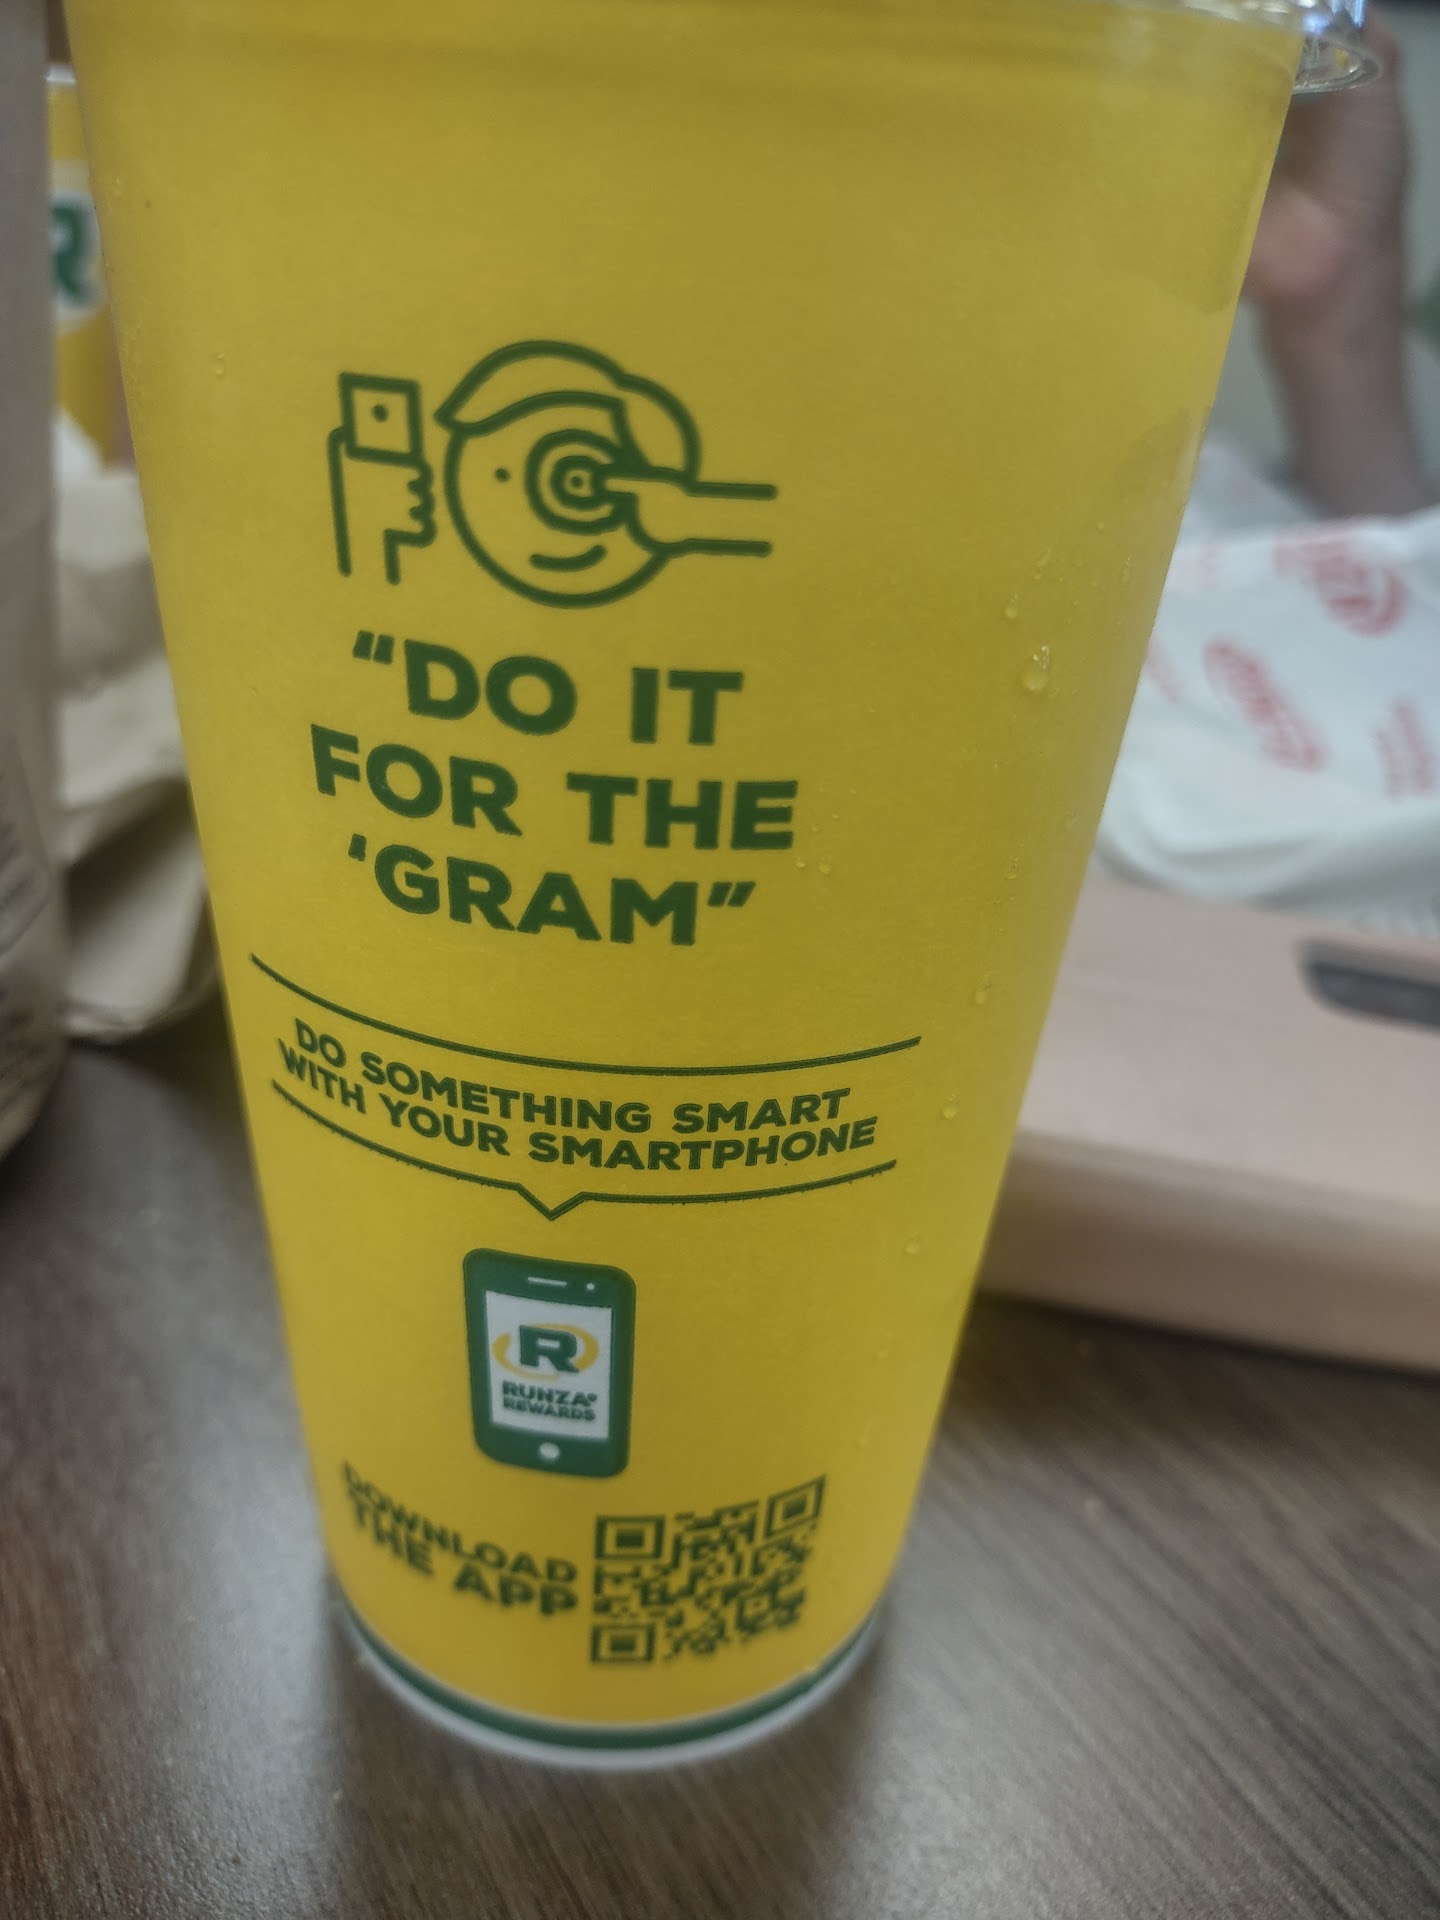 "DO IT
FOR THE
'GRAM"
DO SOMETHING SMART
WITH YOUR SMARTPHONE
R
RUNZA®
REWARDS
DOWNLOAD
THE APP
R